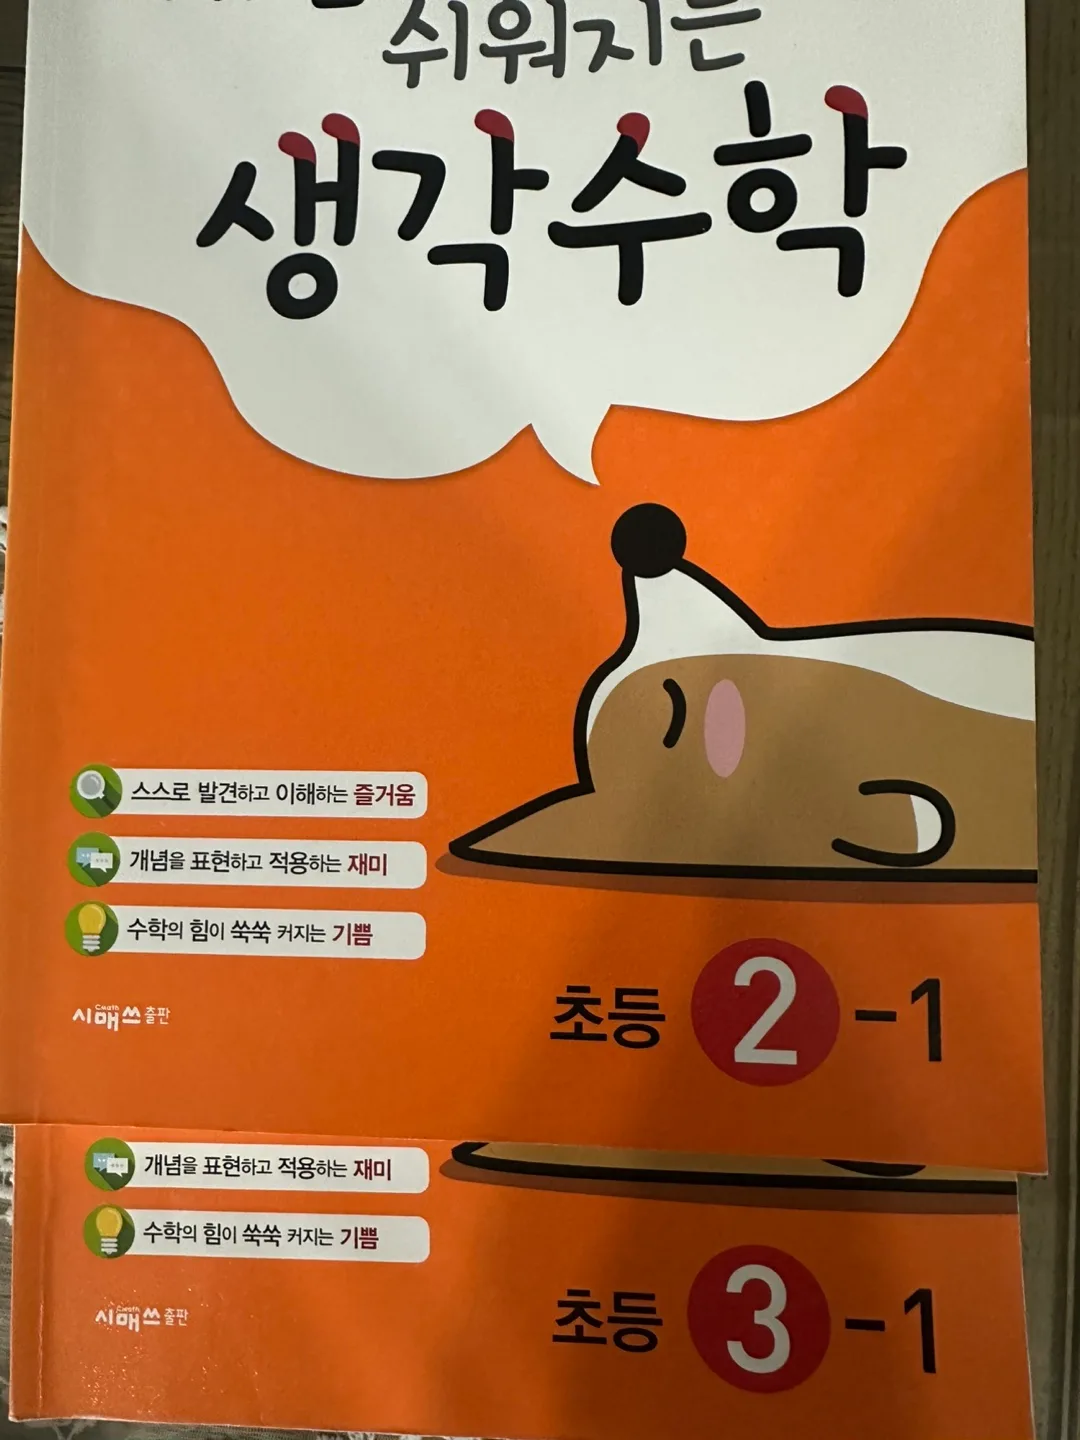 쉬워지는
생각수학
스스로 발견하고 이해하는 즐거움
개념을 표현하고 적용하는 재미
수학의 힘이 쑥쑥 커지는 기쁨
Cmath
시매쓰출판
초등 2-1
개념을 표현하고 적용하는 재미
수학의 힘이 쑥쑥 커지는 기쁨
Cmath
시매쓰출판
초등 3-1